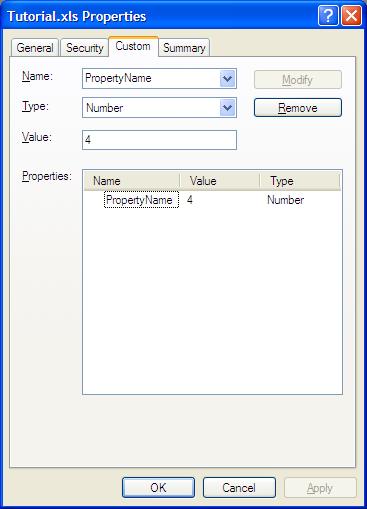 Tutorial.xls Properties
General Security Custom Summary
Name: PropertyName Modify
Type: Number Remove
Value: 4
Properties: Name Value Type
PropertyName 4 Number
OK Cancel Apply